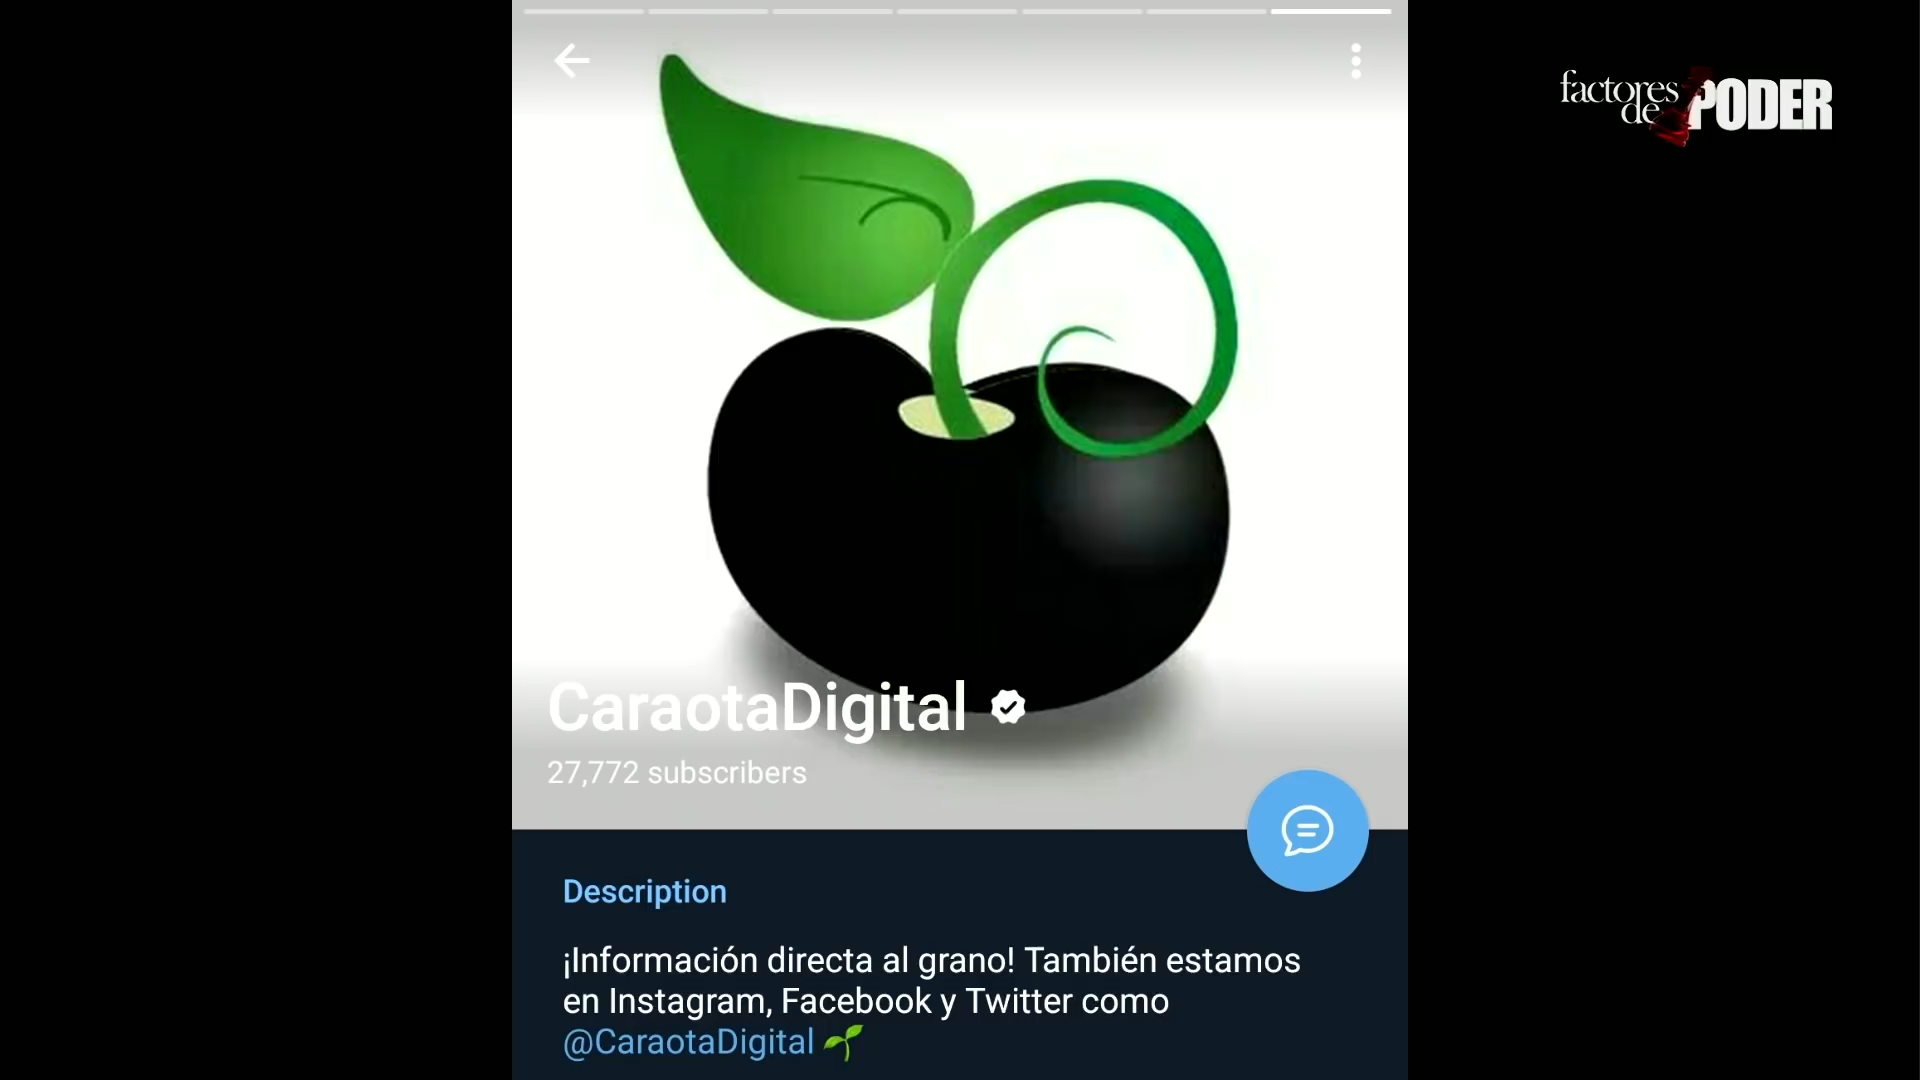 factores
de PODER
CaraotaDigital
27,772 subscribers
Description
¡Información directa al grano! También estamos
en Instagram, Facebook y Twitter como
@CaraotaDigital